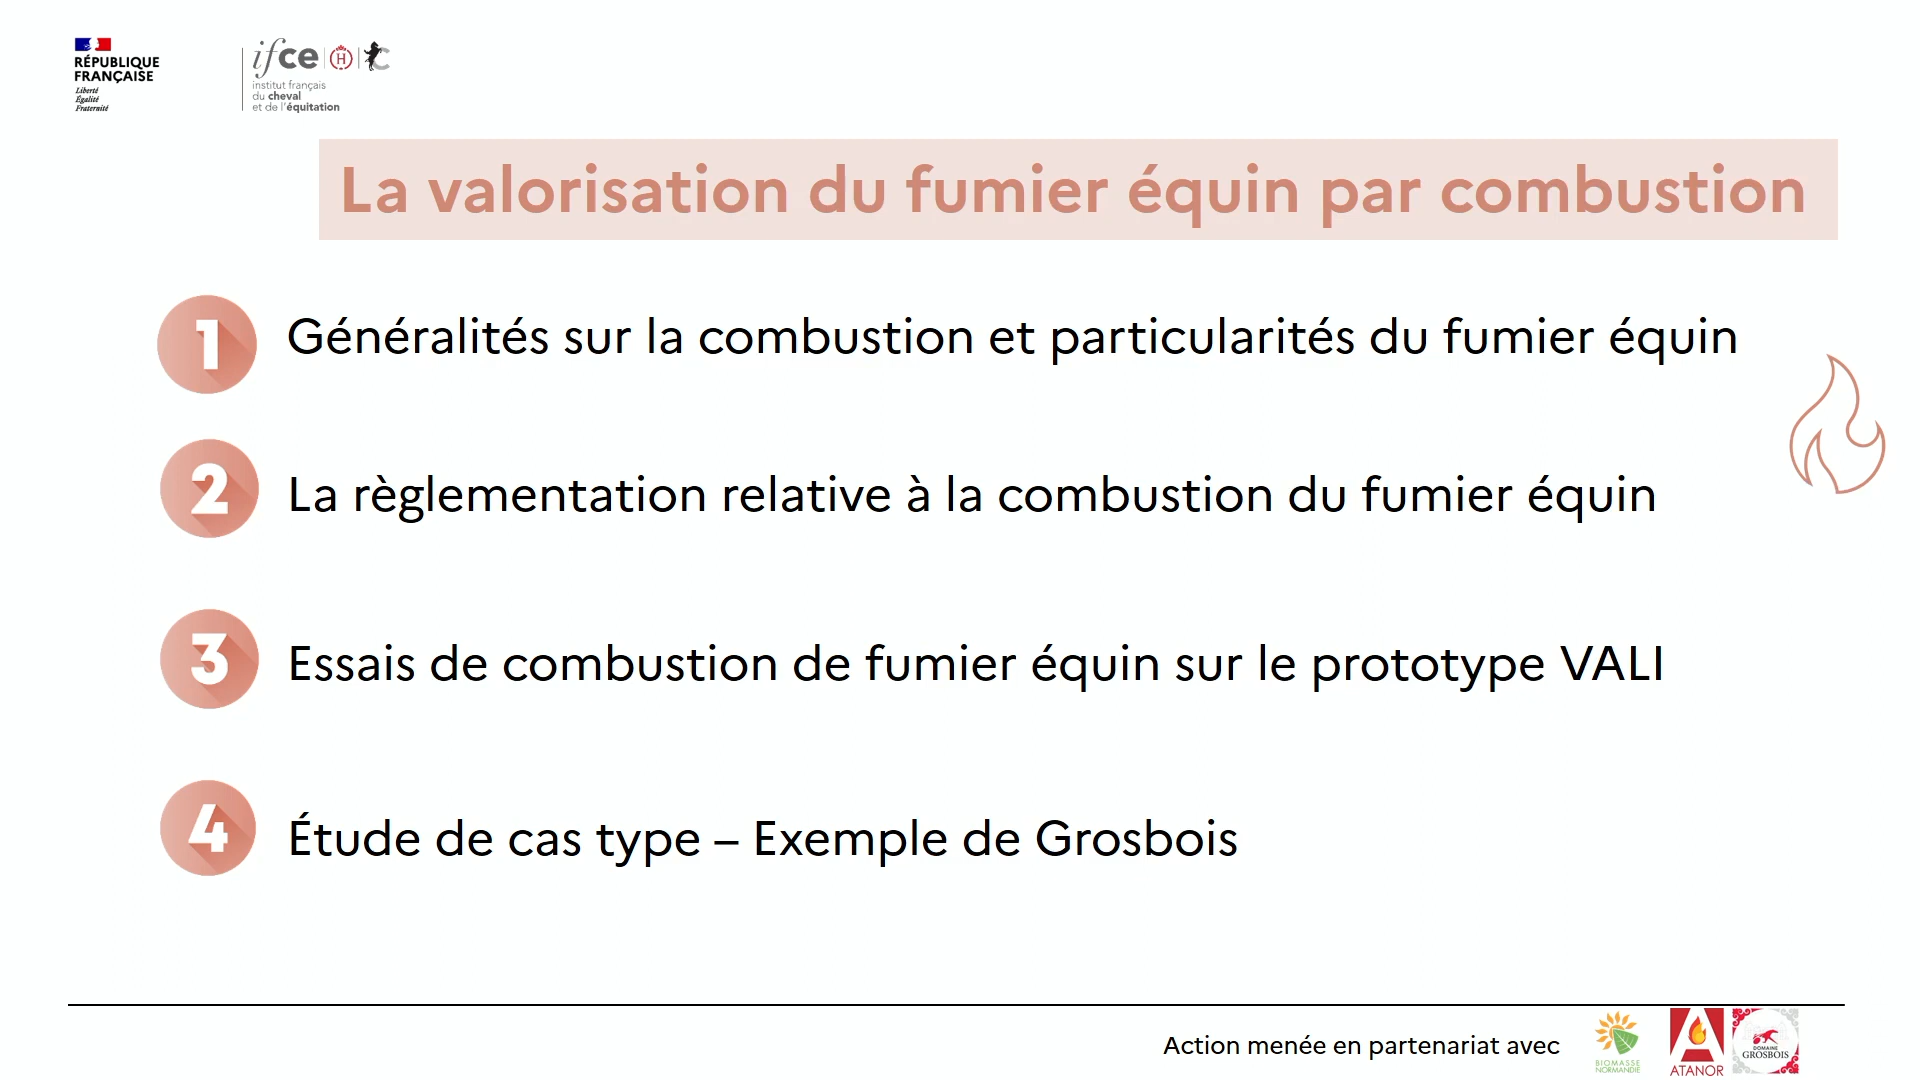 RÉPUBLIQUE
FRANÇAISE
Liberté
Égalité
Fraternité
ifce
H
institut français
du cheval
et de l'équitation
La valorisation du fumier équin par combustion
1 Généralités sur la combustion et particularités du fumier équin
2 La règlementation relative à la combustion du fumier équin
3 Essais de combustion de fumier équin sur le prototype VALI
4 Étude de cas type – Exemple de Grosbois
Action menée en partenariat avec
BIOMASSE
NORMANDIE
ATANOR
DOMAINE
GROSBOIS